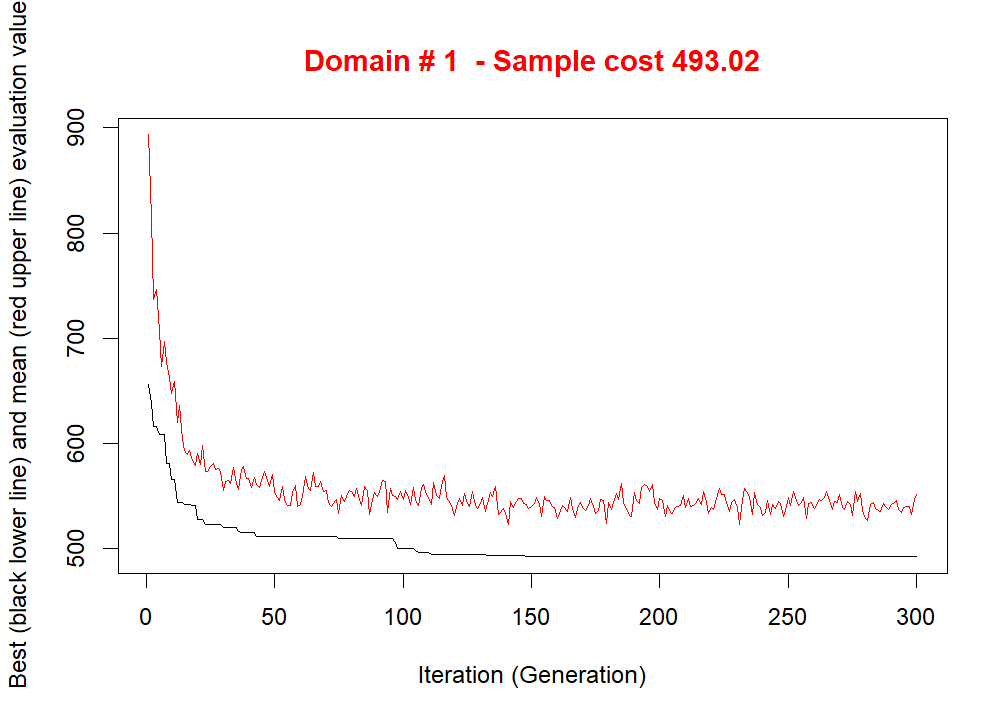 Domain # 1  - Sample cost 493.02
Best (black lower line) and mean (red upper line) evaluation value
900
800
700
600
500
0 50 100 150 200 250 300
Iteration (Generation)